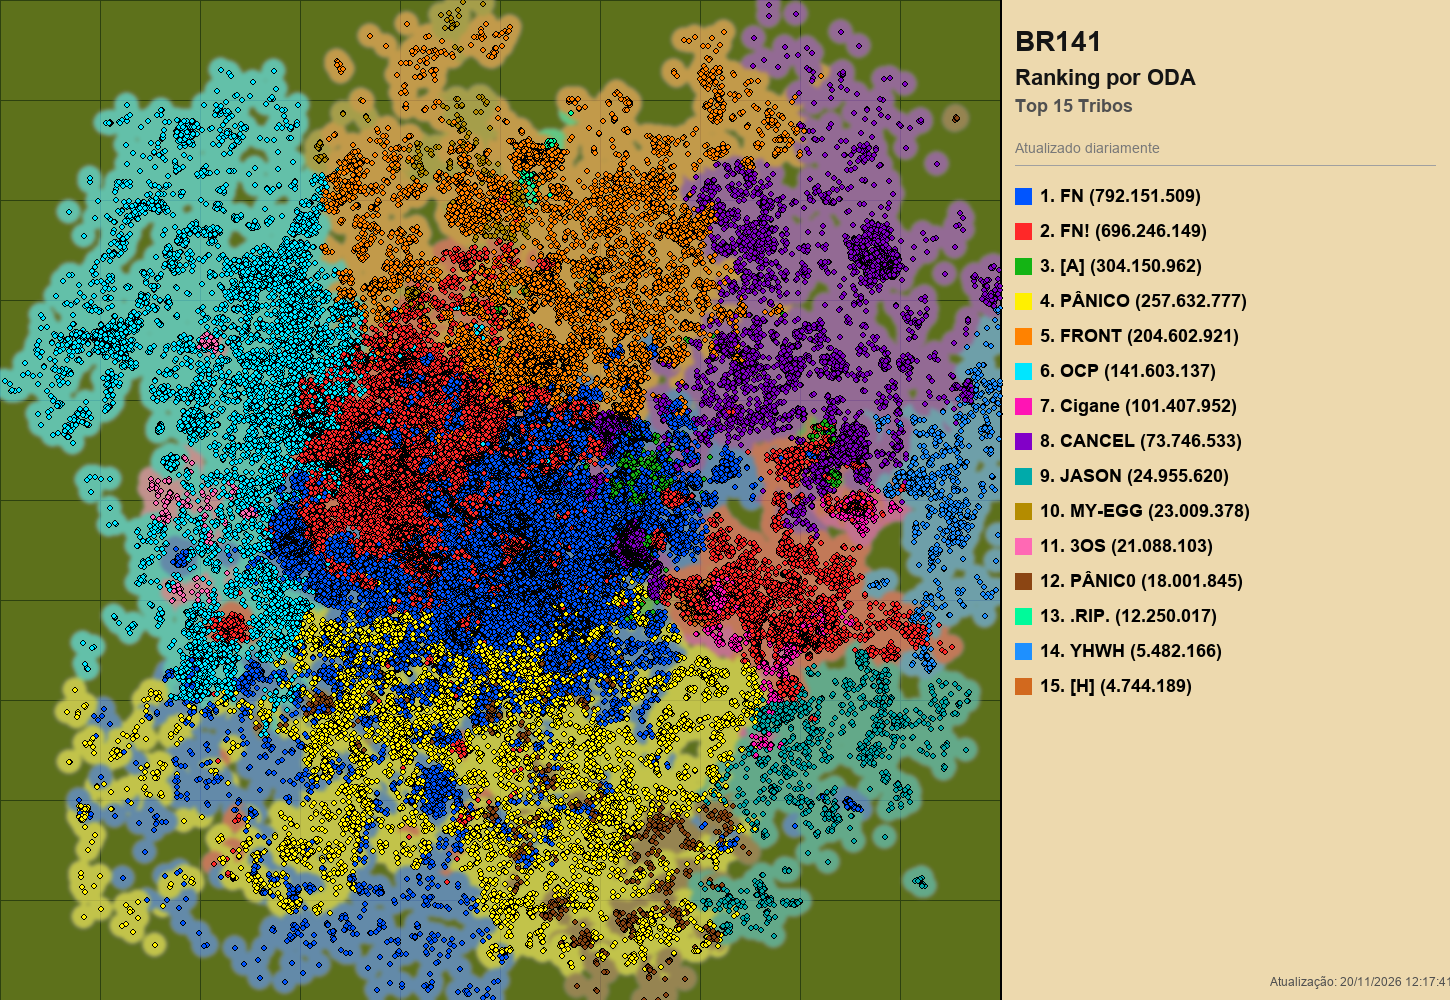 BR141
Ranking por ODA
Top 15 Tribos
Atualizado diariamente
1. FN (792.151.509)
2. FN! (696.246.149)
3. [A] (304.150.962)
4. PÂNICO (257.632.777)
5. FRONT (204.602.921)
6. OCP (141.603.137)
7. Cigane (101.407.952)
8. CANCEL (73.746.533)
9. JASON (24.955.620)
10. MY-EGG (23.009.378)
11. 3OS (21.088.103)
12. PÂNIC0 (18.001.845)
13. .RIP. (12.250.017)
14. YHWH (5.482.166)
15. [H] (4.744.189)
Atualização: 20/11/2026 12:17:41